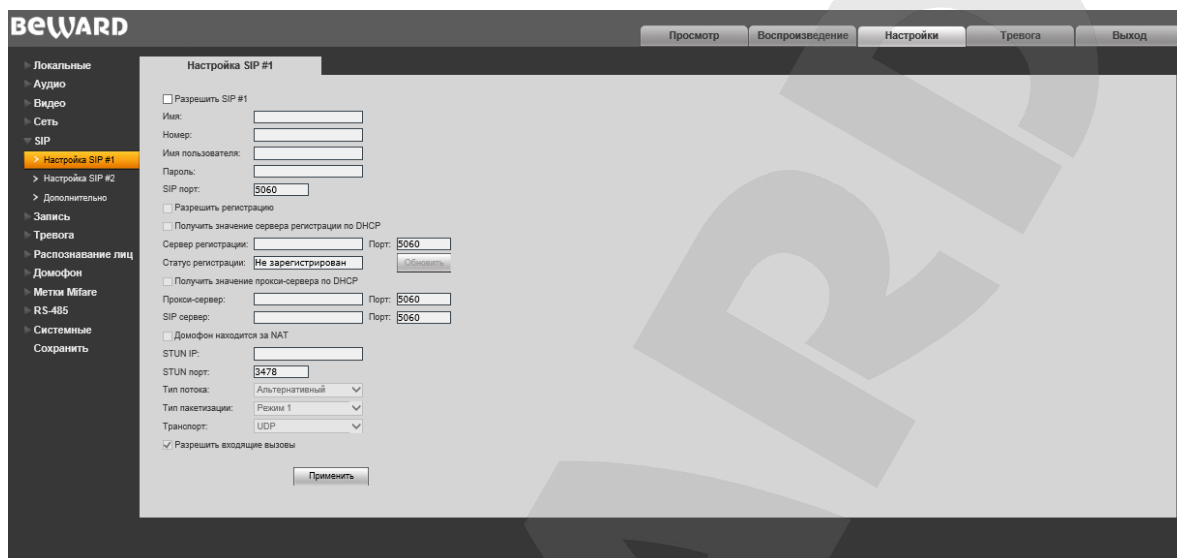 BEWARD
Просмотр Воспроизведение Настройки Тревога Выход
Локальные
Аудио
Видео
Сеть
SIP
Настройка SIP #1
Настройка SIP #2
Дополнительно
Запись
Тревога
Распознавание лиц
Домофон
Метки Mifare
RS-485
Системные
Сохранить
Настройка SIP #1
Разрешить SIP #1
Имя:
Номер:
Имя пользователя:
Пароль:
SIP порт: 5060
Разрешить регистрацию
Получить значение сервера регистрации по DHCP
Сервер регистрации: Порт: 5060
Статус регистрации: Не зарегистрирован Обновить
Получить значение прокси-сервера по DHCP
Прокси-сервер: Порт: 5060
SIP сервер: Порт: 5060
Домофон находится за NAT
STUN IP:
STUN порт: 3478
Тип потока: Альтернативный
Тип пакетизации: Режим 1
Транспорт: UDP
Разрешить входящие вызовы
Применить